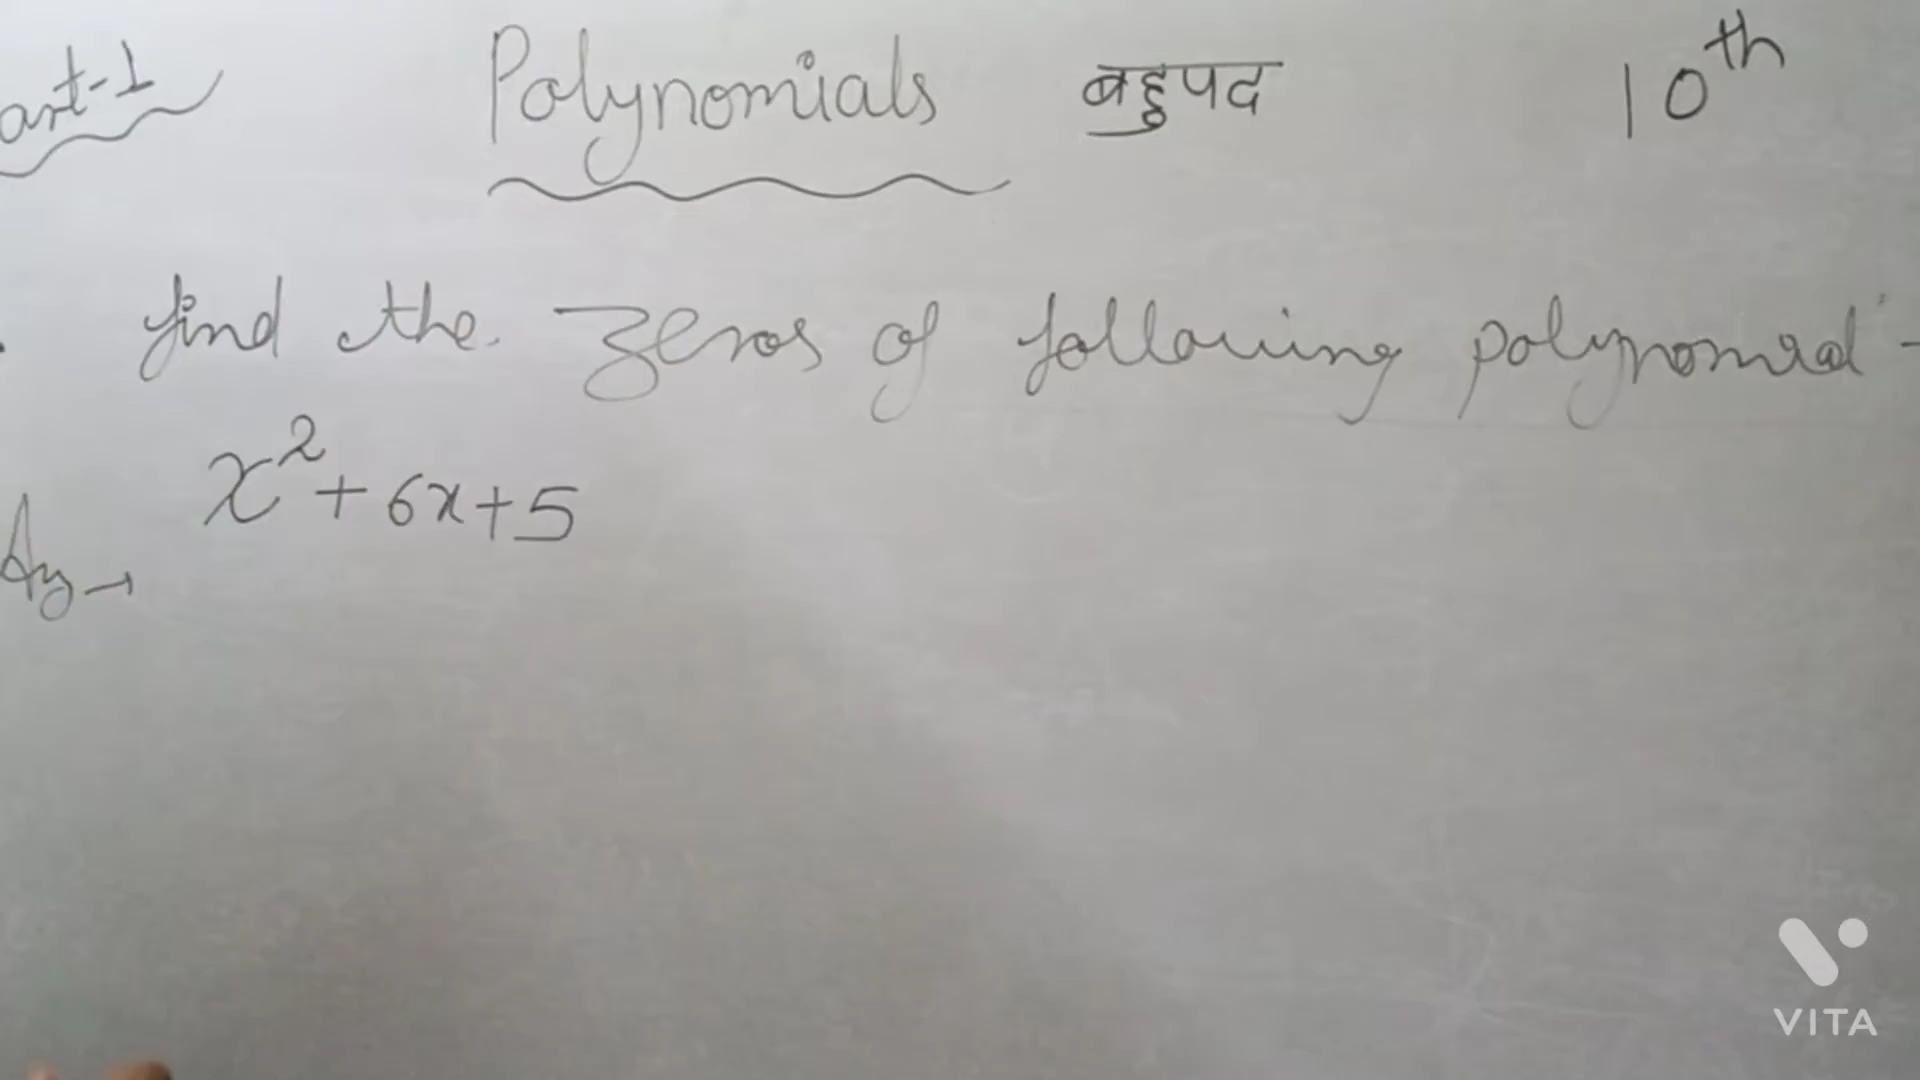 art-1 Polynomials बहुपद 10th
find the zeros of following polynomial -
x² + 6x + 5
VITA